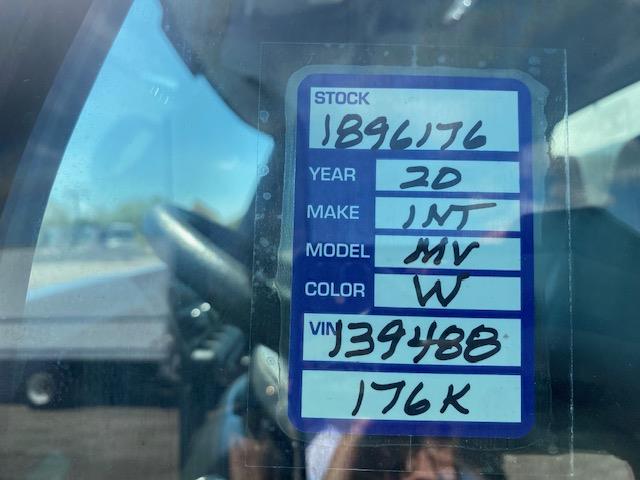 STOCK
1896176
YEAR 20
MAKE INT
MODEL MV
COLOR W
VIN 139488
176K